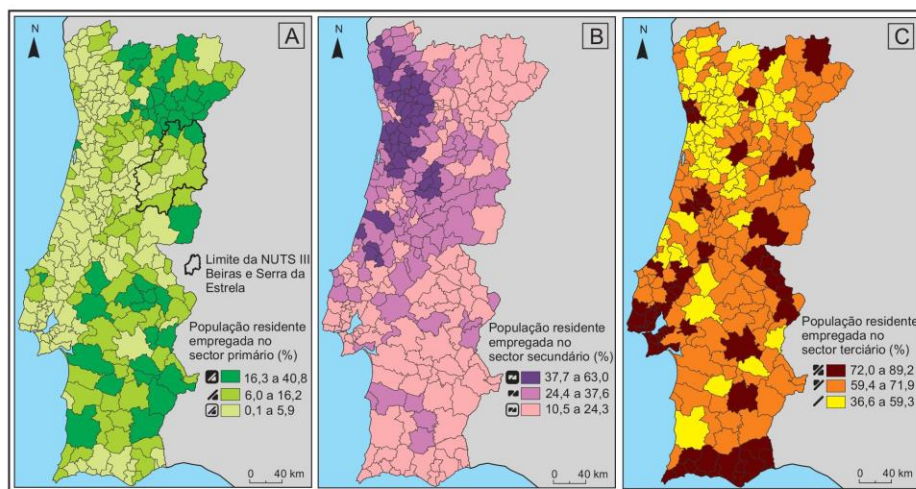 N
A
Limite da NUTS III
Beiras e Serra da
Estrela
População residente
empregada no
sector primário (%)
16,3 a 40,8
6,0 a 16,2
0,1 a 5,9
0 40 km
N
B
População residente
empregada no
sector secundário (%)
37,7 a 63,0
24,4 a 37,6
10,5 a 24,3
0 40 km
N
C
População residente
empregada no
sector terciário (%)
72,0 a 89,2
59,4 a 71,9
36,6 a 59,3
0 40 km